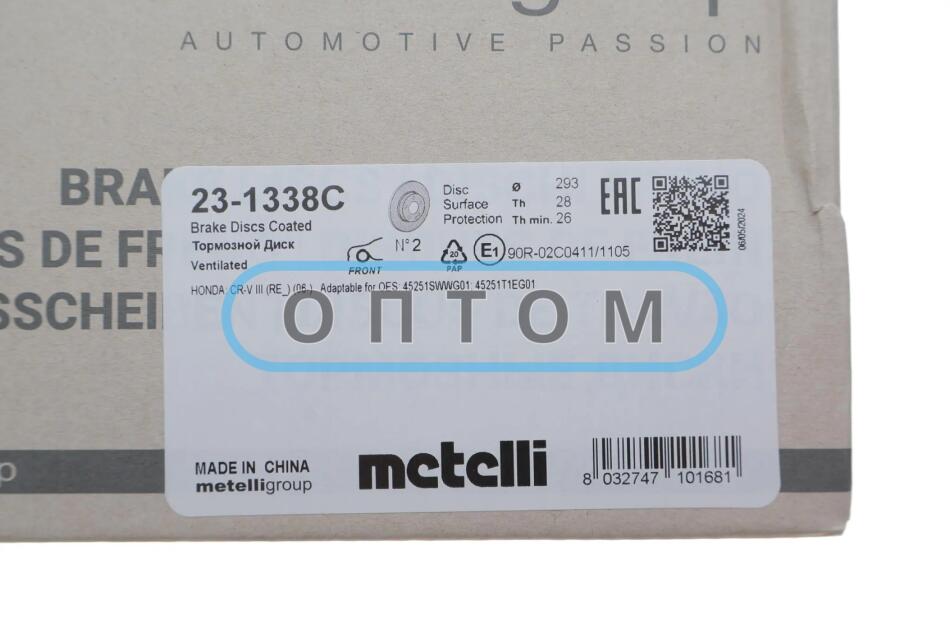 AUTOMOTIVE PASSION
BRA
S DE FR
SSCHEI
23-1338C
Brake Discs Coated
Тормозной Диск
Ventilated
FRONT
N° 2
Disc
Surface
Protection
Ø 293
Th 28
Th min. 26
20
PAP
E1 90R-02C0411/1105
EAC
06/05/2024
HONDA: CR-V III (RE_) (06.) Adaptable for OES: 45251SWWG01; 45251T1EG01
ОПТОМ
MADE IN CHINA
metelligroup
metelli
8 032747 101681
p